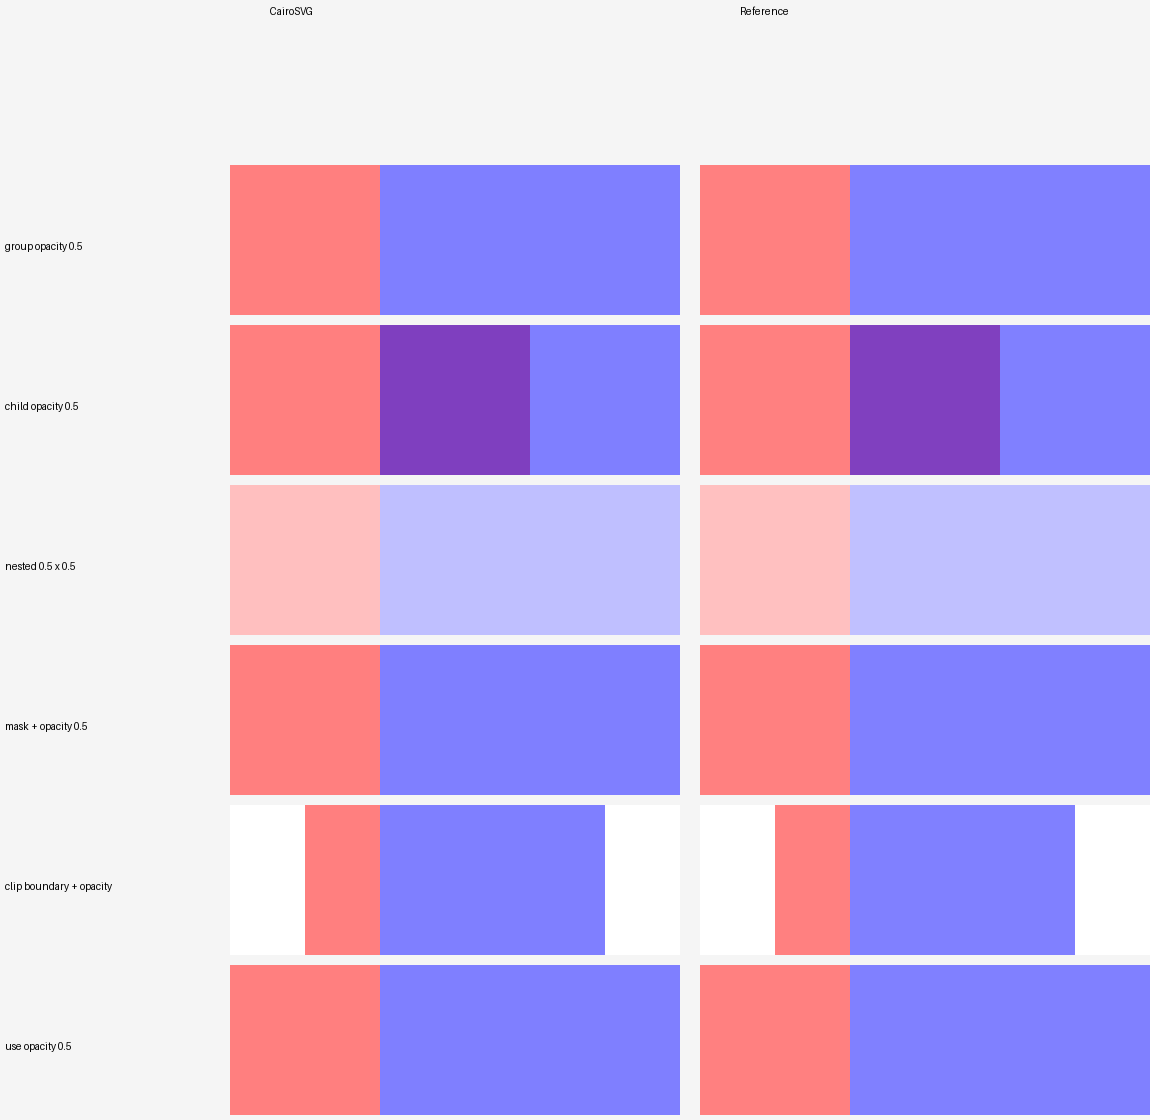 CairoSVG
Reference
group opacity 0.5
child opacity 0.5
nested 0.5 x 0.5
mask + opacity 0.5
clip boundary + opacity
use opacity 0.5